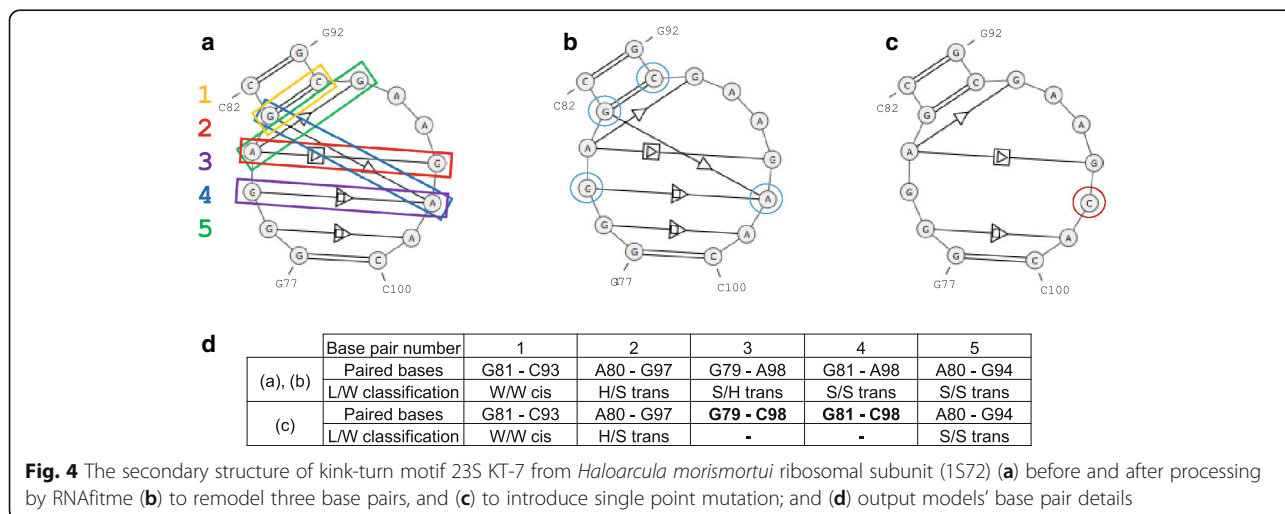 a
b
c
G92
G92
G92
G
C
C
G
G
A
A
A
G
G
A
G
A
G
C
C82
G77
C100
1
2
3
4
5
G
C
C
G
G
A
A
A
G
G
A
G
A
G
C
C82
G77
C100
G
C
C
G
G
A
A
A
G
G
C
G
A
G
C
C82
G77
C100
d
Base pair number 1 2 3 4 5
(a), (b) Paired bases G81 - C93 A80 - G97 G79 - A98 G81 - A98 A80 - G94
L/W classification W/W cis H/S trans S/H trans S/S trans S/S trans
(c) Paired bases G81 - C93 A80 - G97 G79 - C98 G81 - C98 A80 - G94
L/W classification W/W cis H/S trans - - S/S trans
Fig. 4 The secondary structure of kink-turn motif 23S KT-7 from Haloarcula morismortui ribosomal subunit (1S72) (a) before and after processing
by RNAfitme (b) to remodel three base pairs, and (c) to introduce single point mutation; and (d) output models' base pair details